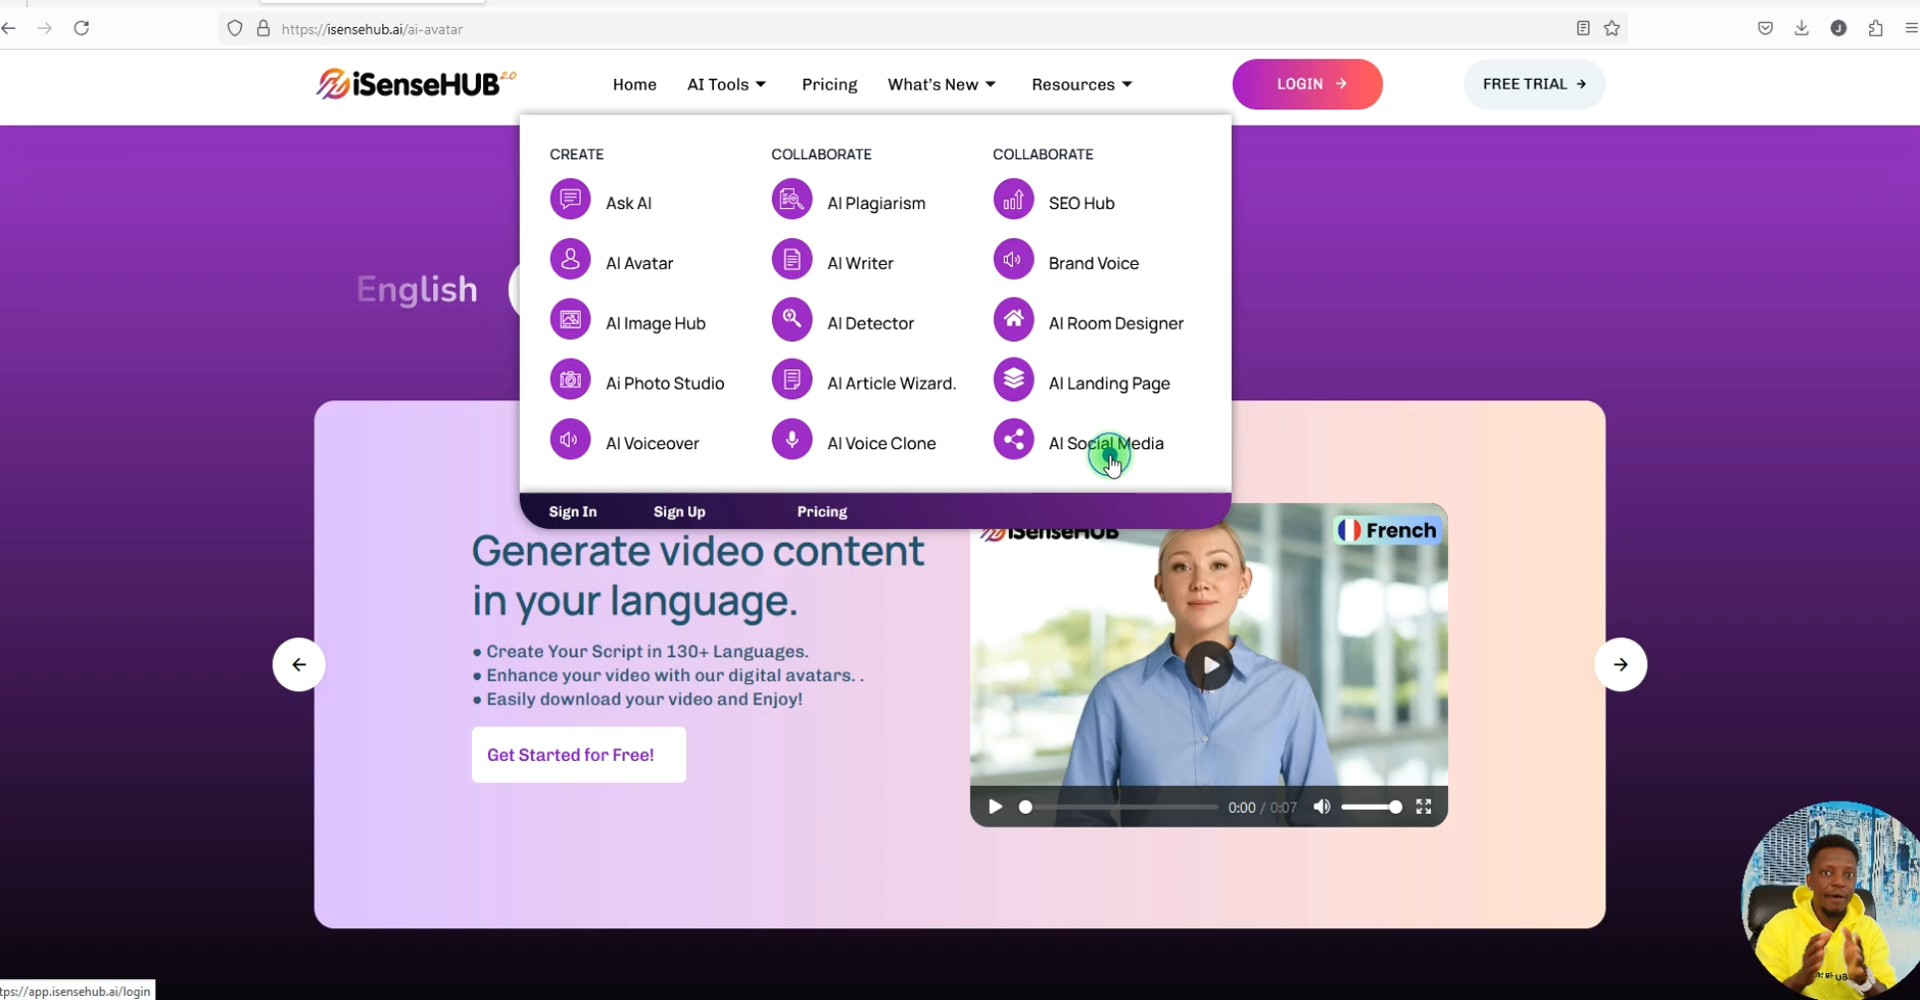 https://isensehub.ai/ai-avatar
J
iSenseHUB 2.0
Home
AI Tools
Pricing
What's New
Resources
LOGIN →
FREE TRIAL →
CREATE
Ask AI
AI Avatar
AI Image Hub
Ai Photo Studio
AI Voiceover
COLLABORATE
AI Plagiarism
AI Writer
AI Detector
AI Article Wizard.
AI Voice Clone
COLLABORATE
SEO Hub
Brand Voice
AI Room Designer
AI Landing Page
AI Social Media
Sign In
Sign Up
Pricing
English
Generate video content
in your language.
● Create Your Script in 130+ Languages.
● Enhance your video with our digital avatars. .
● Easily download your video and Enjoy!
Get Started for Free!
iSenseHUB
French
0:00 / 0:07
tps://app.isensehub.ai/login